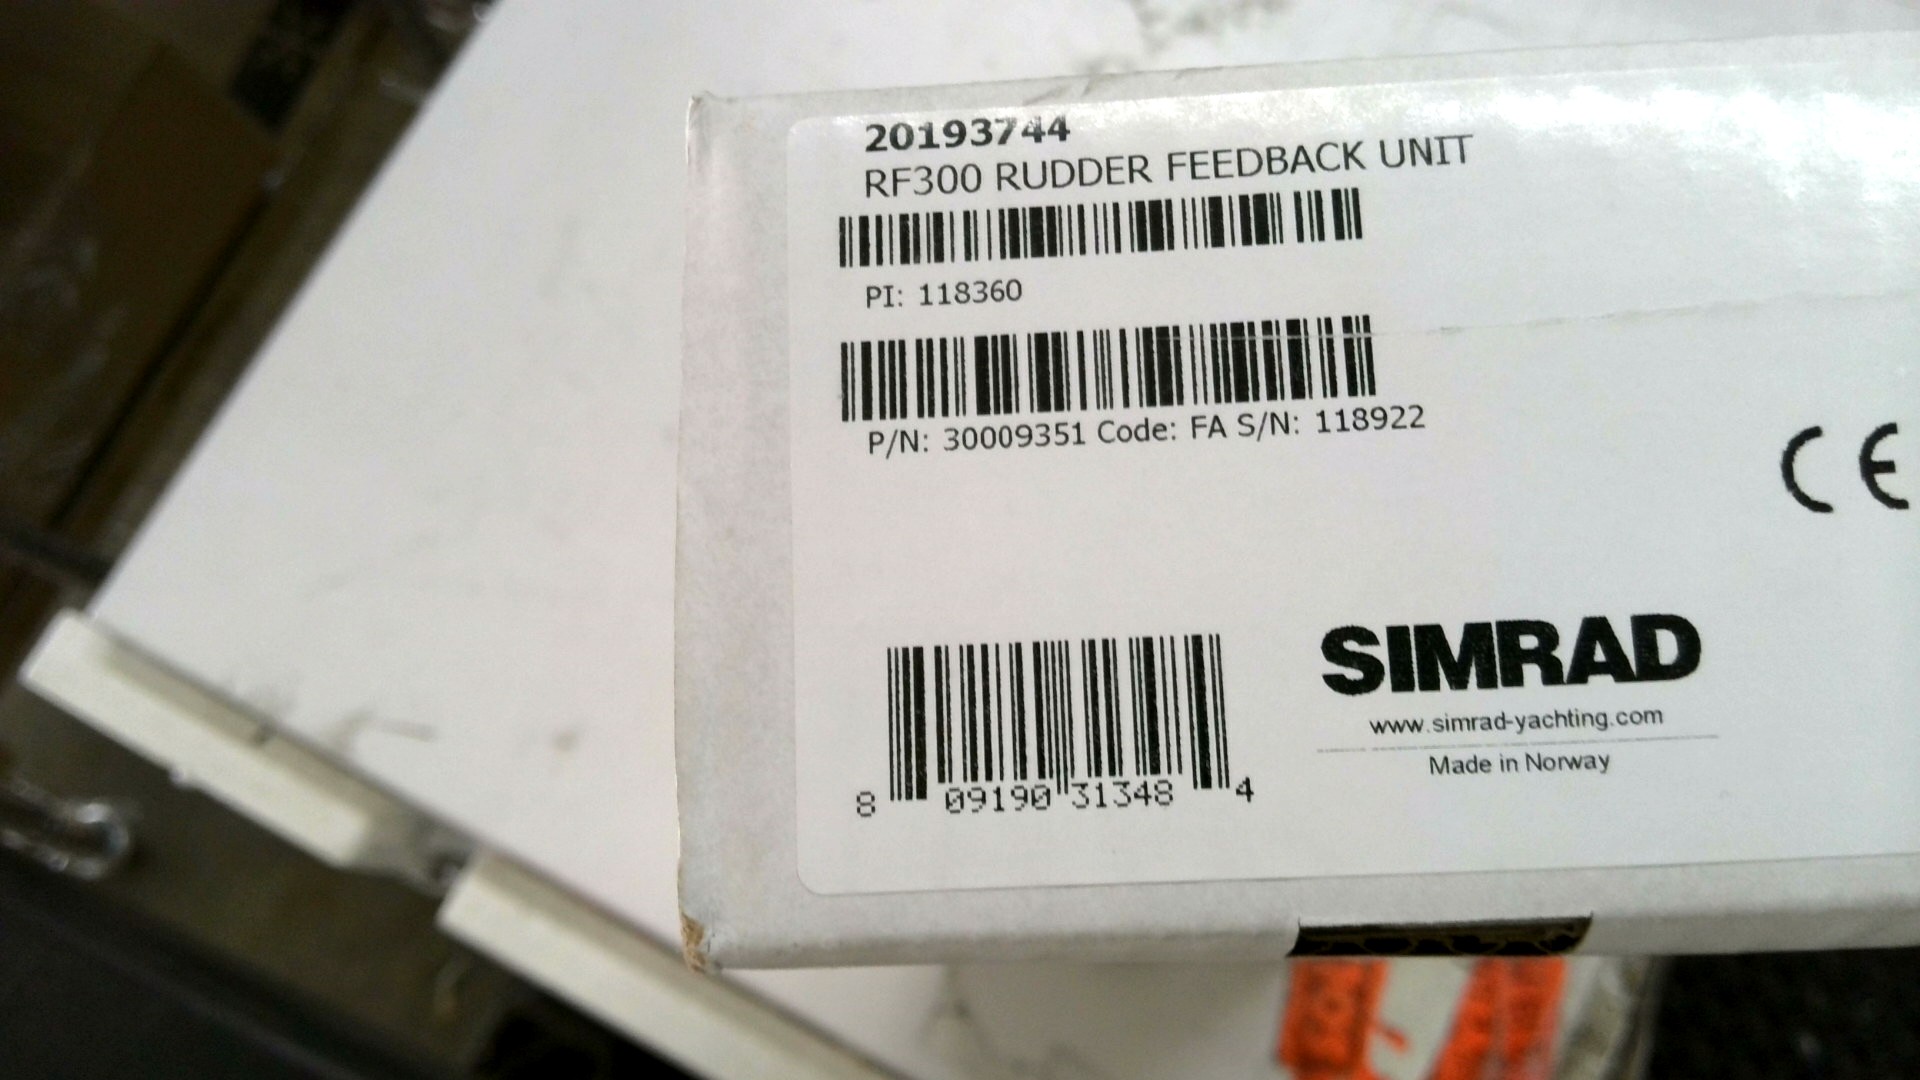 20193744
RF300 RUDDER FEEDBACK UNIT
PI: 118360
P/N: 30009351 Code: FA S/N: 118922
CE
SIMRAD
www.simrad-yachting.com
Made in Norway
8 09190 31348 4